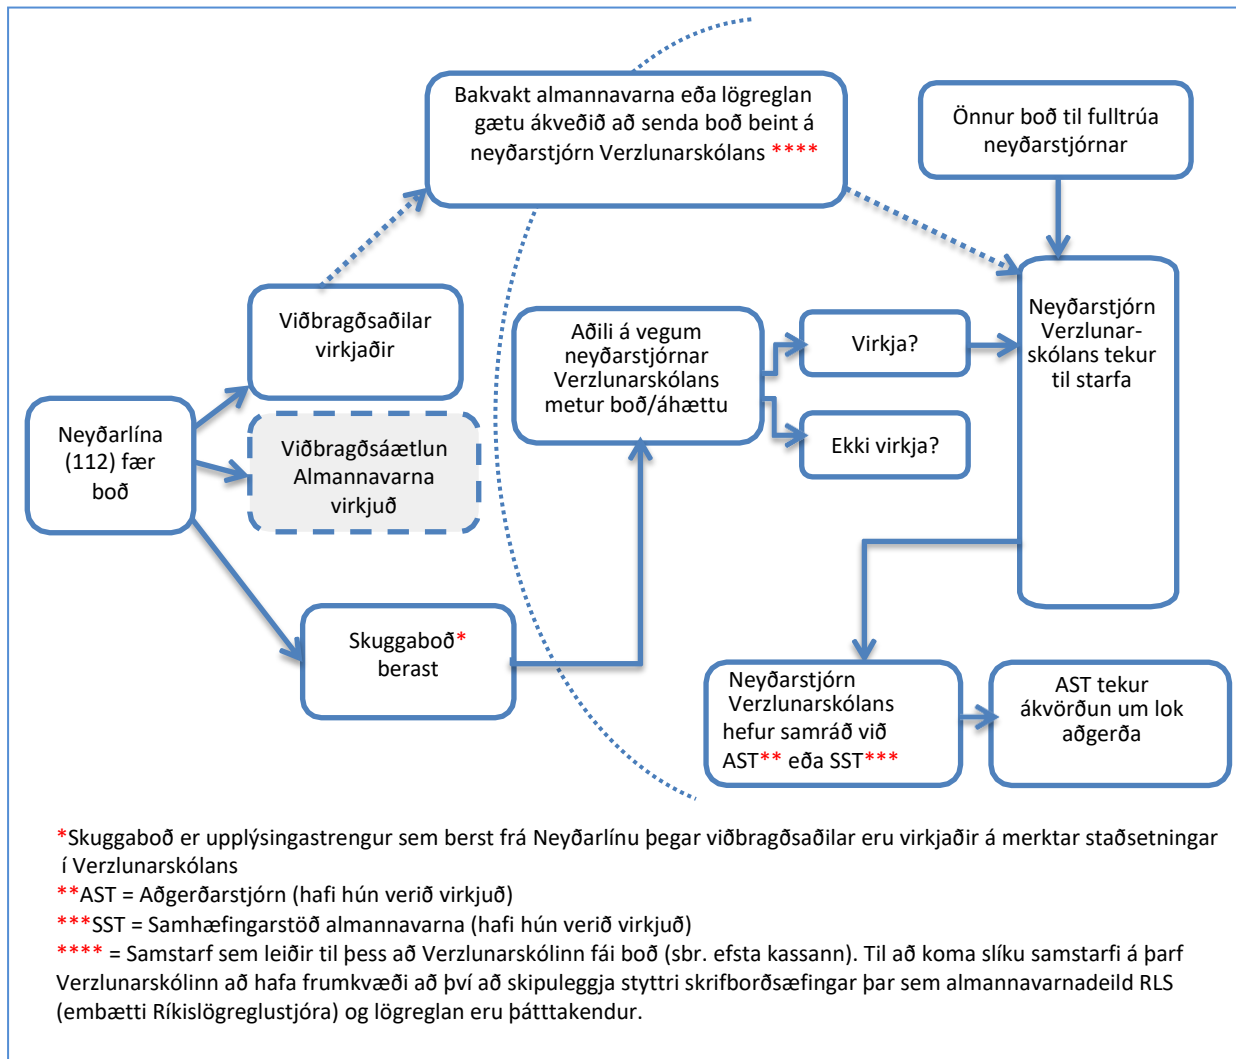 Bakvakt almannavarna eða lögreglan
gætu ákveðið að senda boð beint á
neyðarstjórn Verzlunarskólans ****
Önnur boð til fulltrúa
neyðarstjórnar
Viðbragðsaðilar
virkjaðir
Aðili á vegum
neyðarstjórnar
Verzlunarskólans
metur boð/áhættu
Virkja?
Ekki virkja?
Neyðarstjórn
Verzlunar-
skólans tekur
til starfa
Neyðarlína
(112) fær
boð
Viðbragðsáætlun
Almannavarna
virkjuð
Skuggaboð*
berast
Neyðarstjórn
Verzlunarskólans
hefur samráð við
AST** eða SST***
AST tekur
ákvörðun um lok
aðgerða
*Skuggaboð er upplýsingastrengur sem berst frá Neyðarlínu þegar viðbragðsaðilar eru virkjaðir á merktar staðsetningar
í Verzlunarskólans
**AST = Aðgerðarstjórn (hafi hún verið virkjuð)
***SST = Samhæfingarstöð almannavarna (hafi hún verið virkjuð)
**** = Samstarf sem leiðir til þess að Verzlunarskólinn fái boð (sbr. efsta kassann). Til að koma slíku samstarfi á þarf
Verzlunarskólinn að hafa frumkvæði að því að skipuleggja styttri skrifborðsæfingar þar sem almannavarnadeild RLS
(embætti Ríkislögreglustjóra) og lögreglan eru þátttakendur.